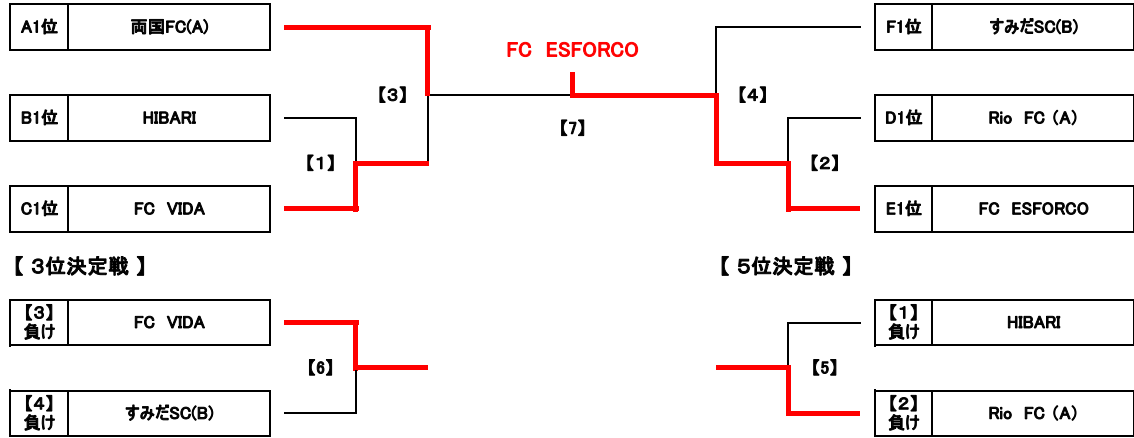 A1位 両国FC(A)
F1位 すみだSC(B)
FC ESFORCO
【3】
【4】
B1位 HIBARI
D1位 Rio FC (A)
【7】
【1】
【2】
C1位 FC VIDA
E1位 FC ESFORCO
【 3位決定戦 】
【 5位決定戦 】
【3】
負け
FC VIDA
【1】
負け
HIBARI
【6】
【5】
【4】
負け
すみだSC(B)
【2】
負け
Rio FC (A)